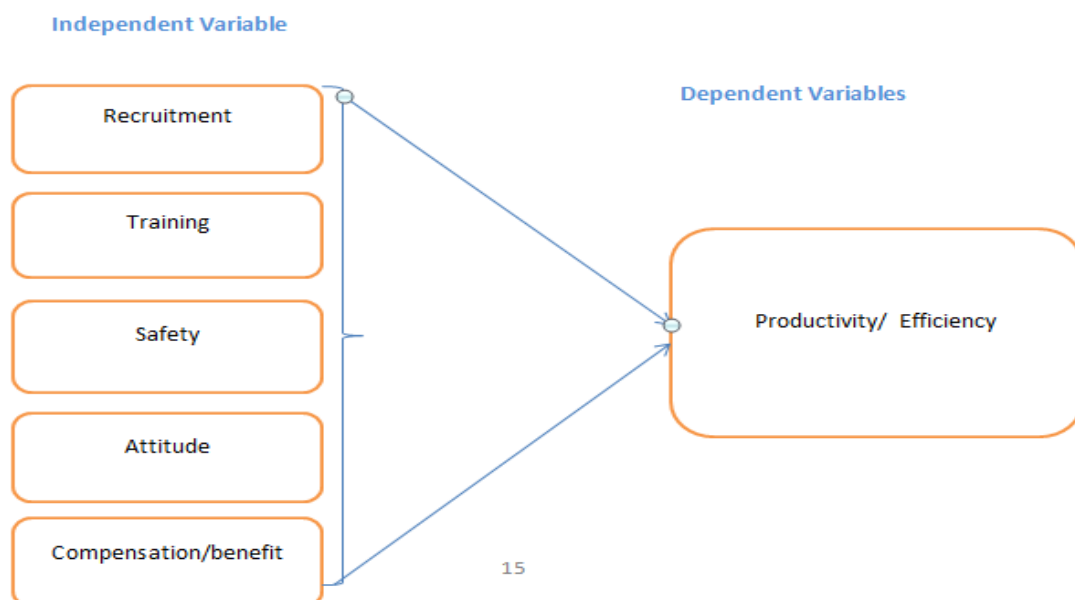 Independent Variable
Dependent Variables
Recruitment
Training
Safety
Attitude
Compensation/benefit
Productivity/ Efficiency
15